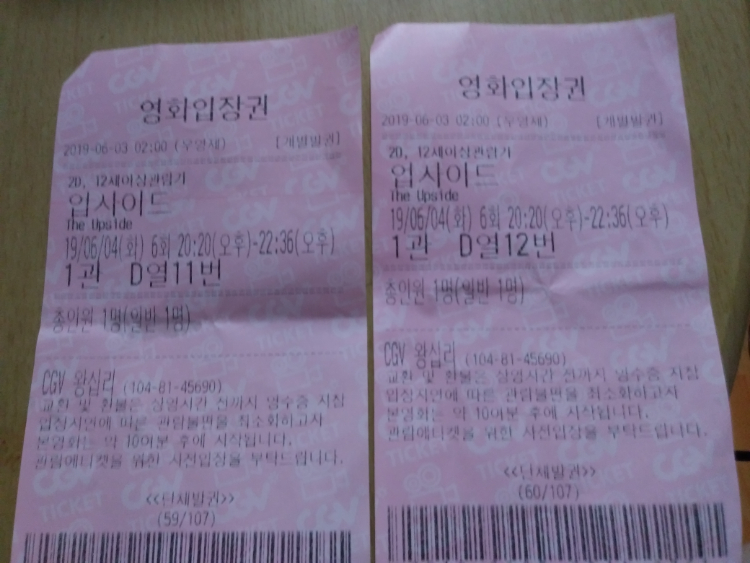 영화입장권
2019-06-03 02:00 (우영세) [개별발권]
2D, 12세이상관람가
업사이드
The Upside
19/06/04(화) 6회 20:20(오후)-22:36(오후)
1관 D열11번
총인원 1명(일반 1명)
CGV 왕십리 (104-81-45690)
교환 및 환불은 상영시간 전까지 영수증 지참
입장지연에 따른 관람불편을 최소화하고자
본영화는 약 10여분 후에 시작됩니다.
관람에티켓을 위한 사전입장을 부탁드립니다.
<<단체발권>>
(59/107)
영화입장권
2019-06-03 02:00 (우영세) [개별발권]
2D, 12세이상관람가
업사이드
The Upside
19/06/04(화) 6회 20:20(오후)-22:36(오후)
1관 D열12번
총인원 1명(일반 1명)
CGV 왕십리 (104-81-45690)
교환 및 환불은 상영시간 전까지 영수증 지참
입장지연에 따른 관람불편을 최소화하고자
본영화는 약 10여분 후에 시작됩니다.
관람에티켓을 위한 사전입장을 부탁드립니다.
<<단체발권>>
(60/107)